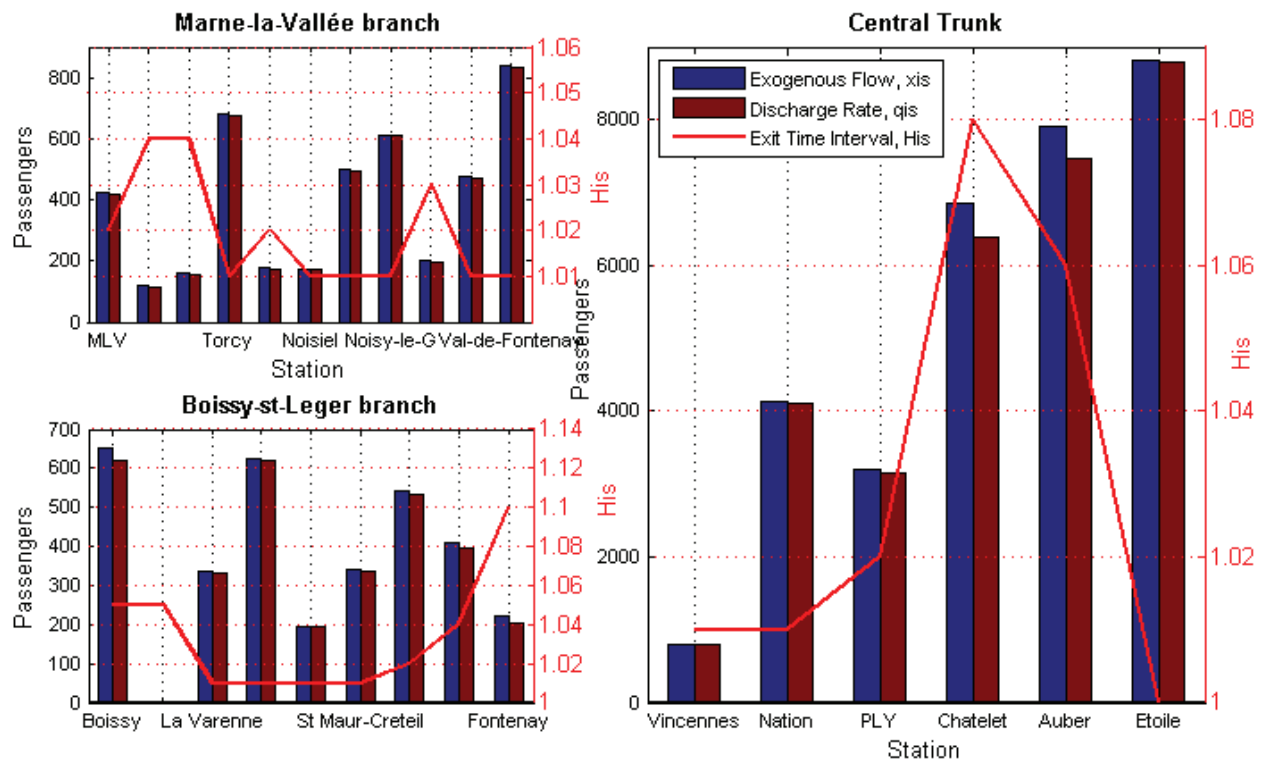 Marne-la-Vallée branch
Passengers
800
600
400
200
0
1.06
1.05
1.04
1.03
1.02
1.01
His
MLV Torcy Noisiel Noisy-le-G Val-de-Fontenay
Station
Boissy-st-Leger branch
Passengers
700
600
500
400
300
200
100
0
1.14
1.12
1.1
1.08
1.06
1.04
1.02
1
His
Boissy La Varenne St Maur-Creteil Fontenay
Central Trunk
Exogenous Flow, xis
Discharge Rate, qis
Exit Time Interval, His
Passengers
8000
6000
4000
2000
0
1.08
1.06
1.04
1.02
1
His
Vincennes Nation PLY Chatelet Auber Etoile
Station